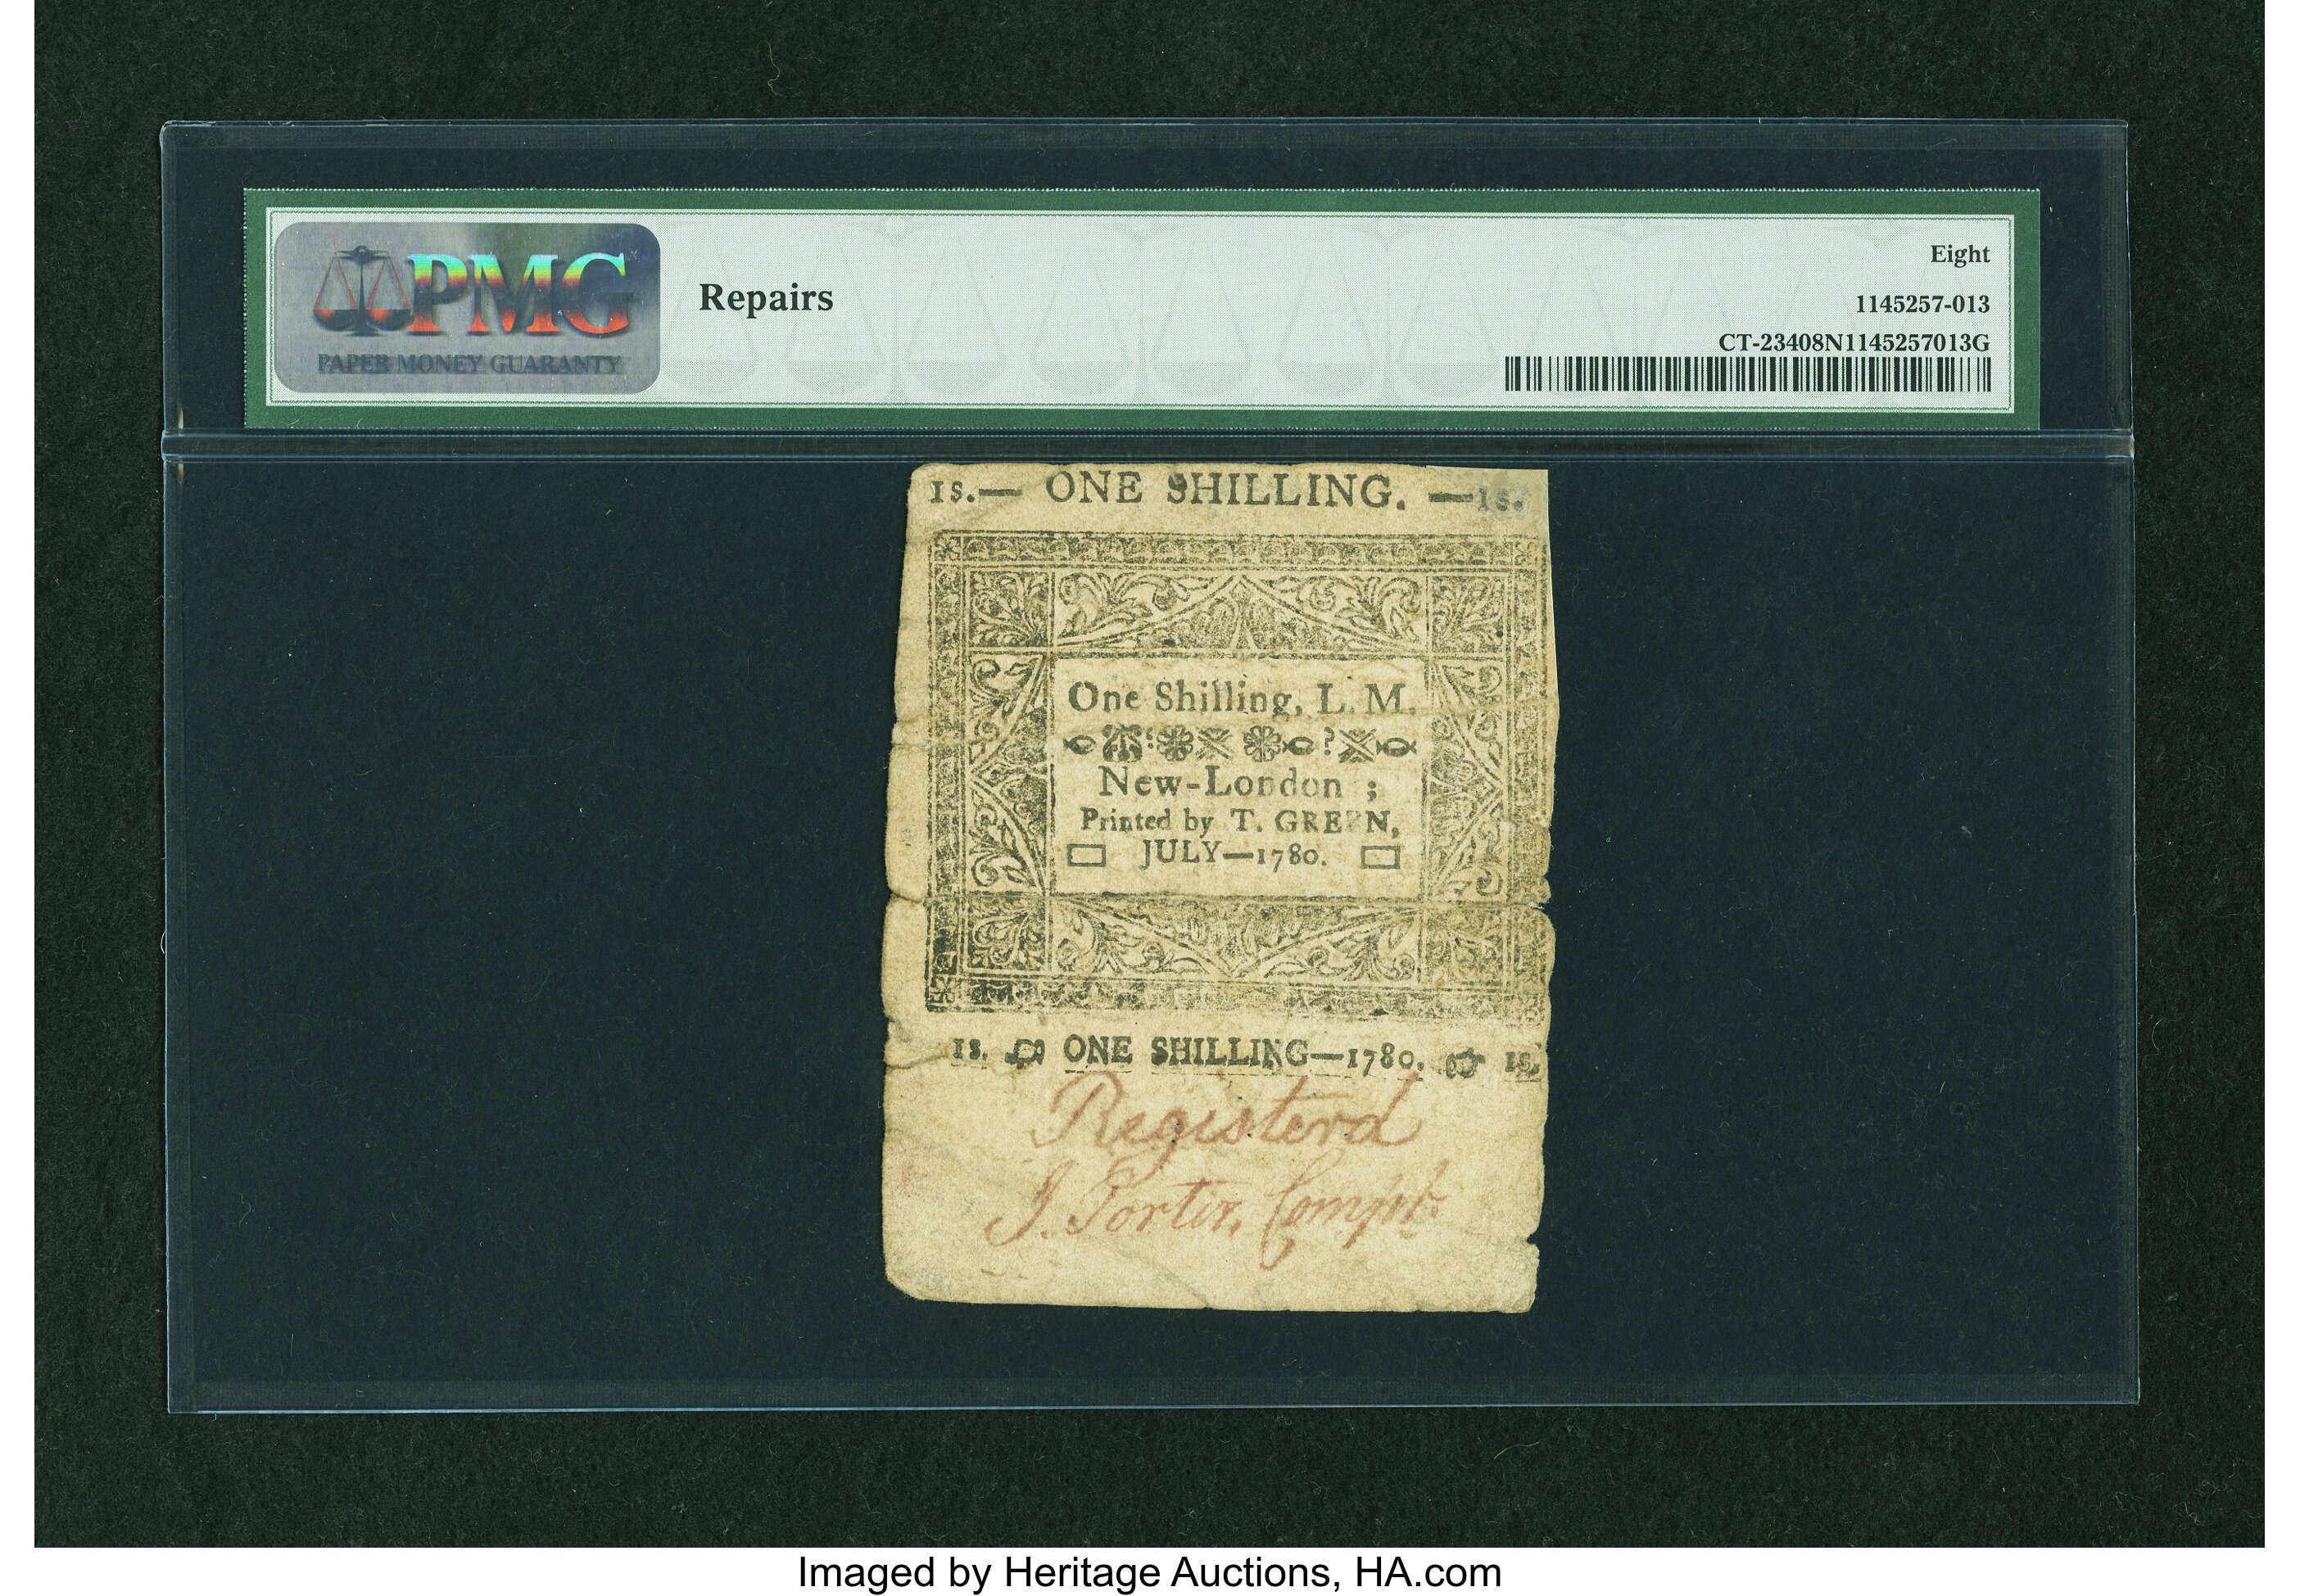 PMG
PAPER MONEY GUARANTY
Repairs
Eight
1145257-013
CT-23408N1145257013G
1s.— ONE SHILLING. —1s.
One Shilling, L. M.
New-London ;
Printed by T. GREEN,
JULY—1780.
1s. ONE SHILLING—1780. 1s.
Registerd
J. Porter, Compt.
Imaged by Heritage Auctions, HA.com